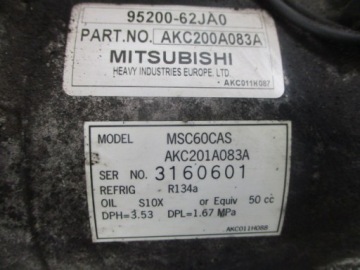 95200-62JA0
PART.NO. AKC200A083A
MITSUBISHI
HEAVY INDUSTRIES EUROPE, LTD.
AKC011H087
MODEL MSC60CAS
AKC201A083A
SER NO. 3160601
REFRIG R134a
OIL S10X or Equiv 50 cc
DPH=3.53 DPL=1.67 MPa
AKC011H088